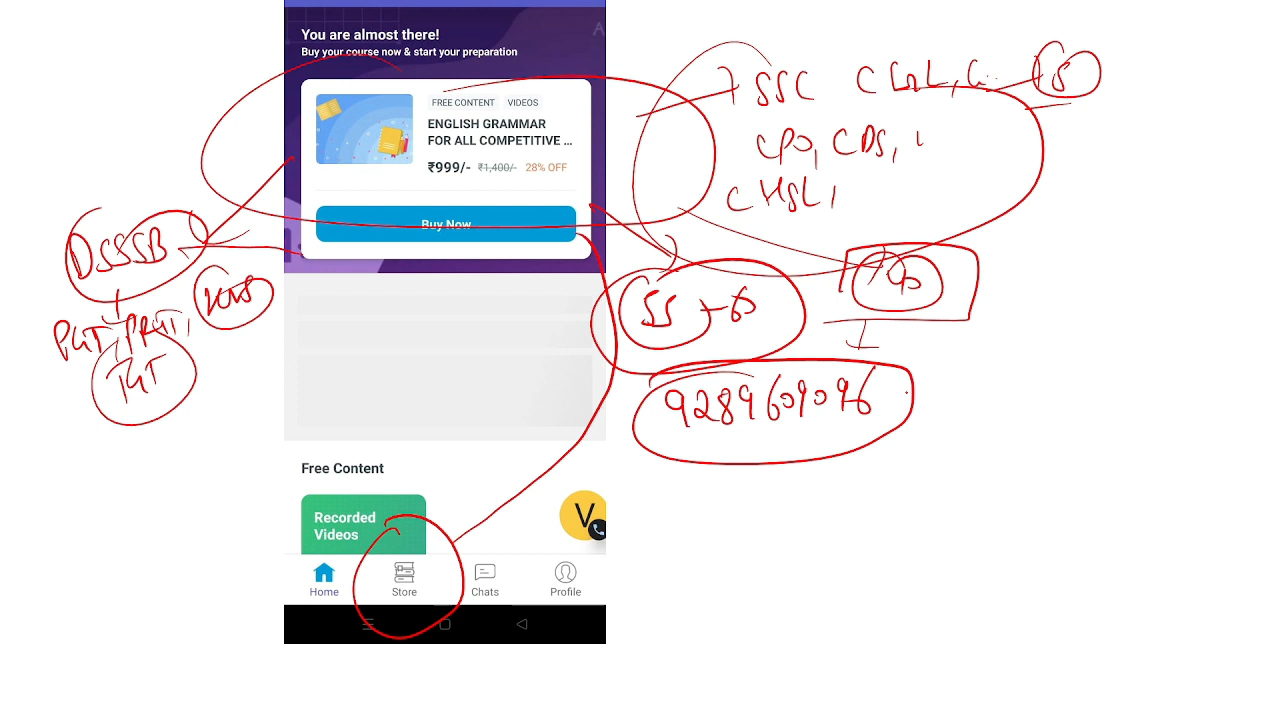 You are almost there!
Buy your course now & start your preparation
FREE CONTENT VIDEOS
ENGLISH GRAMMAR
FOR ALL COMPETITIVE ...
₹999/- ₹1,400/- 28% OFF
Buy Now
SSC
CPO, CDS,
CHSL,
DSSSB
PGT, PRT,
TGT
9289609096
Free Content
Recorded
Videos
V
Home Store Chats Profile